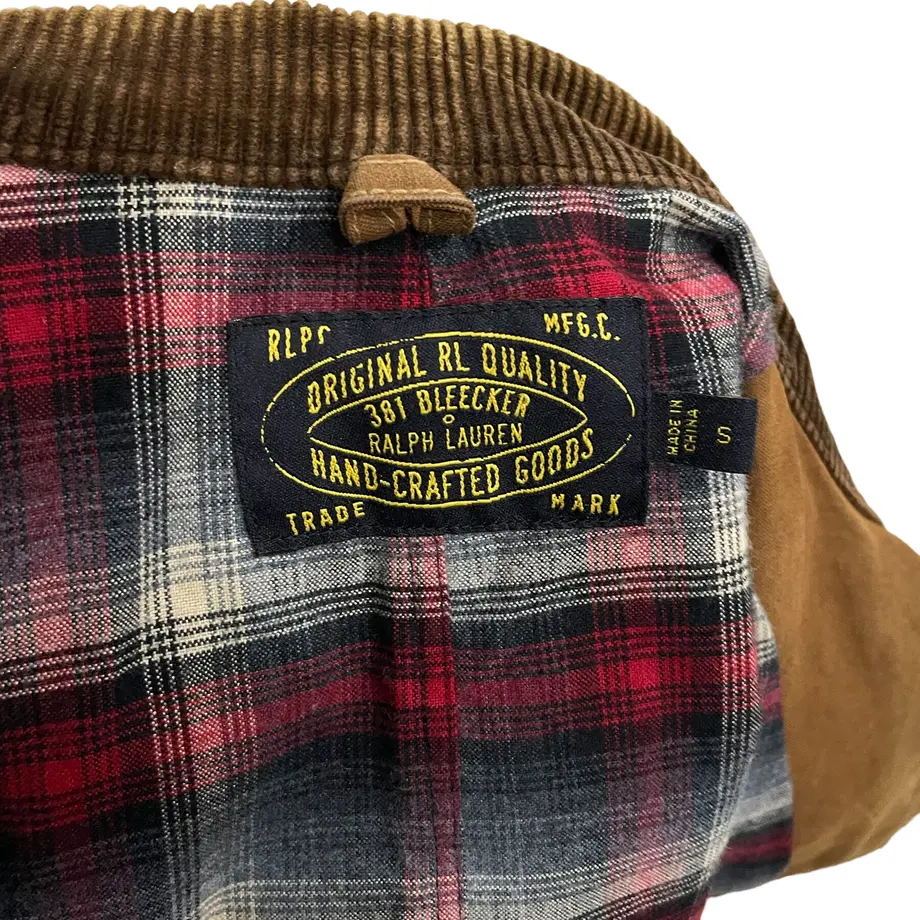 RLPC MFG.C.
ORIGINAL RL QUALITY
381 BLEECKER
RALPH LAUREN
HAND-CRAFTED GOODS
TRADE MARK
MADE IN
CHINA
S